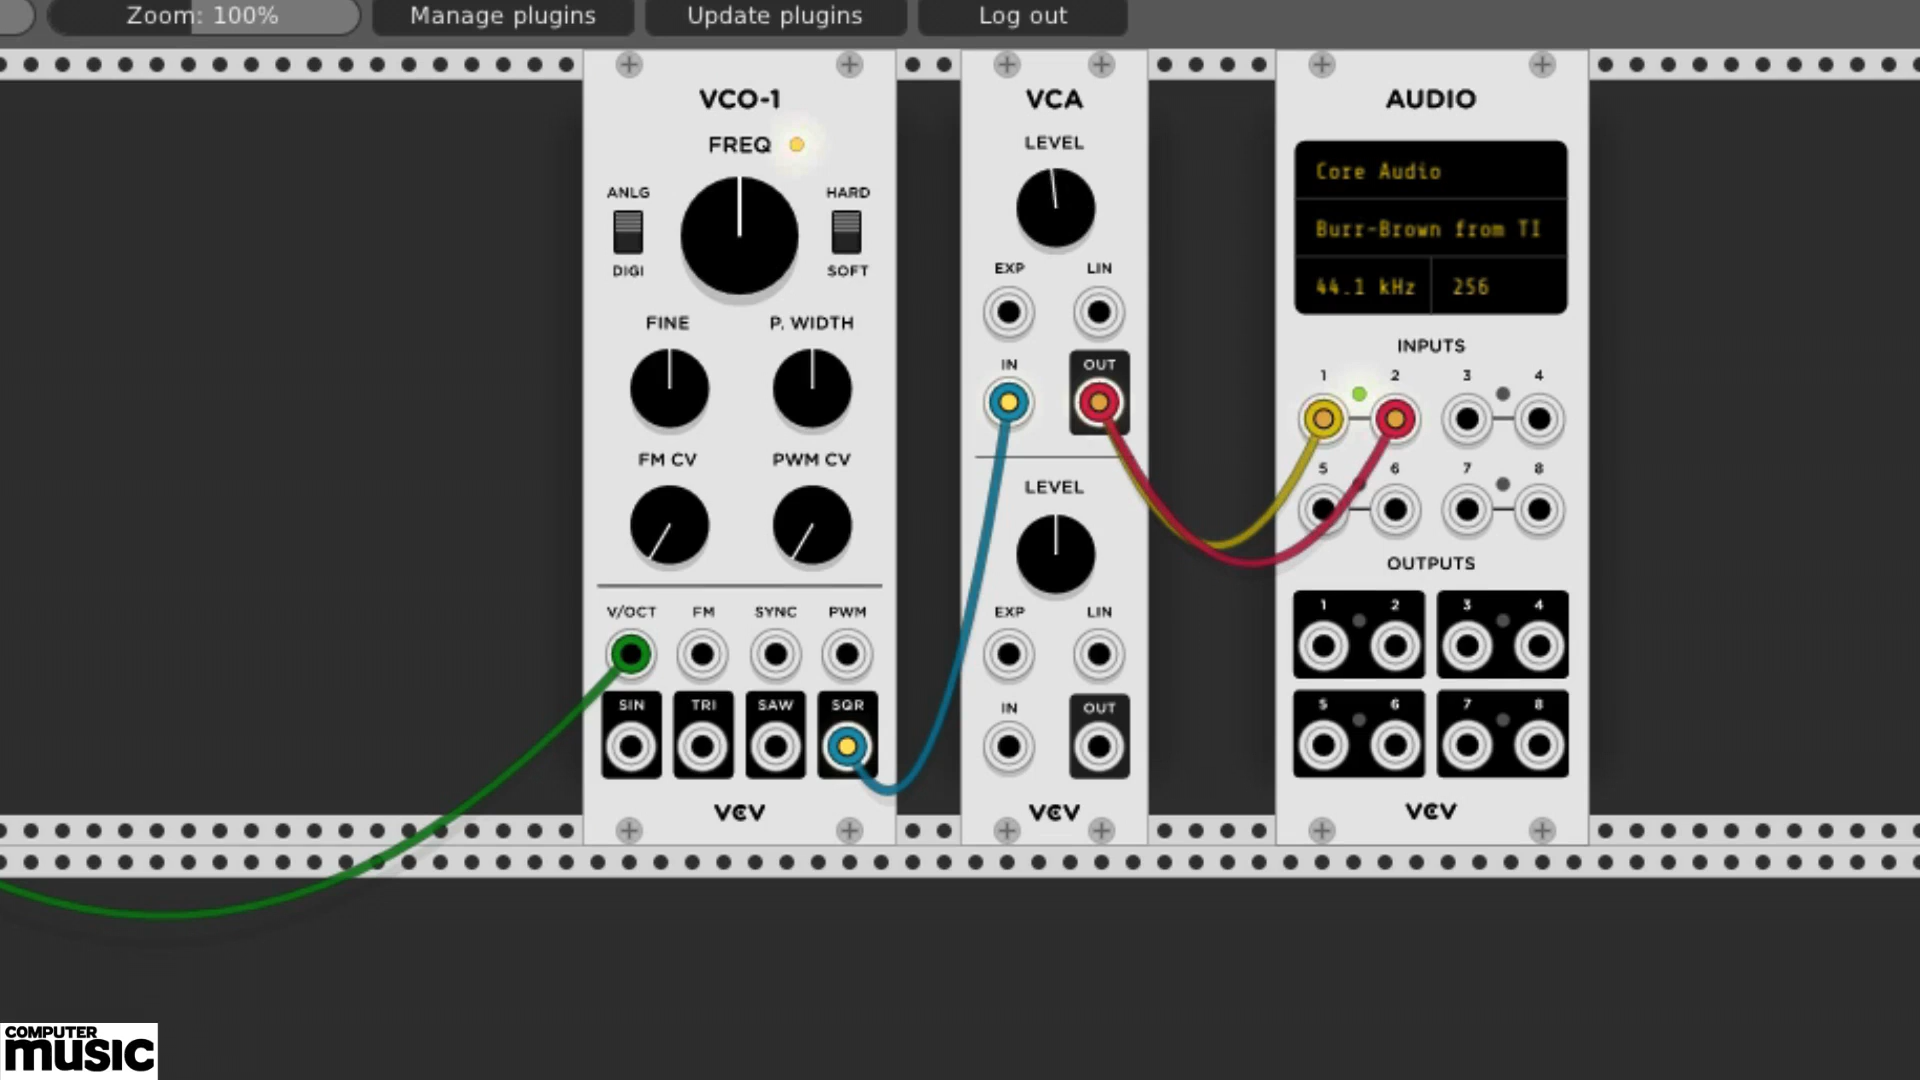 Zoom: 100%
Manage plugins
Update plugins
Log out
VCO-1
FREQ
ANLG
HARD
DIGI
SOFT
FINE
P. WIDTH
FM CV
PWM CV
V/OCT
FM
SYNC
PWM
SIN
TRI
SAW
SQR
VCV
VCA
LEVEL
EXP
LIN
IN
OUT
LEVEL
EXP
LIN
IN
OUT
VCV
AUDIO
Core Audio
Burr-Brown from TI
44.1 kHz
256
INPUTS
1 2 3 4
5 6 7 8
OUTPUTS
1 2 3 4
5 6 7 8
VCV
COMPUTER
music